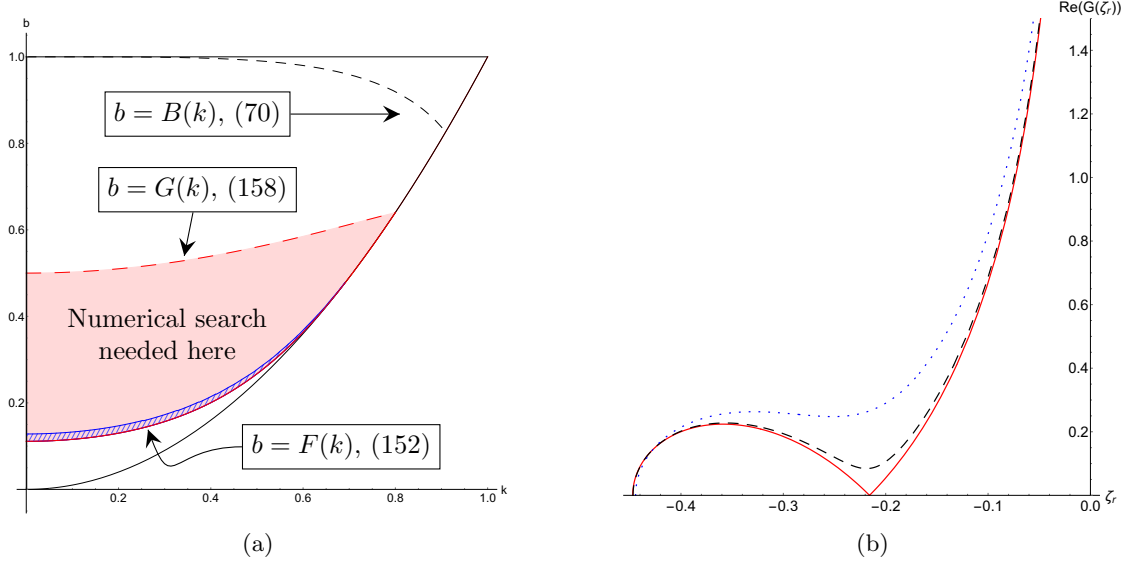 b
1.0
0.8
0.6
0.4
0.2
0.2
0.4
0.6
0.8
1.0
k
b = B(k), (70)
b = G(k), (158)
Numerical search
needed here
b = F(k), (152)
(a)
Re(G(ζr))
1.4
1.2
1.0
0.8
0.6
0.4
0.2
−0.4
−0.3
−0.2
−0.1
0.0
ζr
(b)